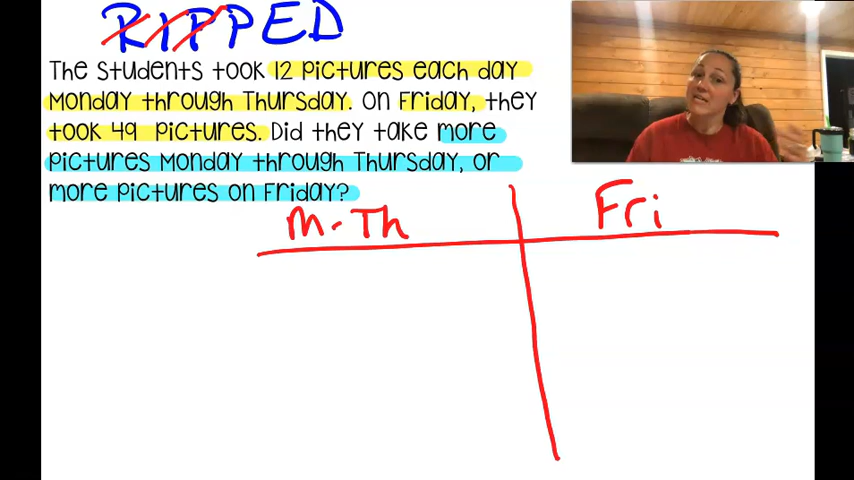 RIPPED
The students took 12 pictures each day
Monday through Thursday. On Friday, they
took 49 pictures. Did they take more
pictures Monday through Thursday, or
more pictures on Friday?
M-Th Fri